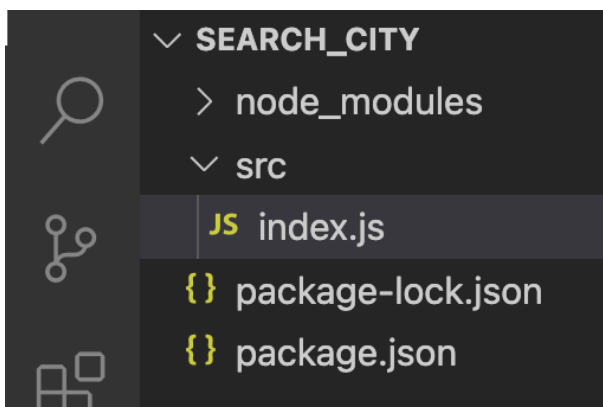 SEARCH_CITY
node_modules
src
JS index.js
{} package-lock.json
{} package.json